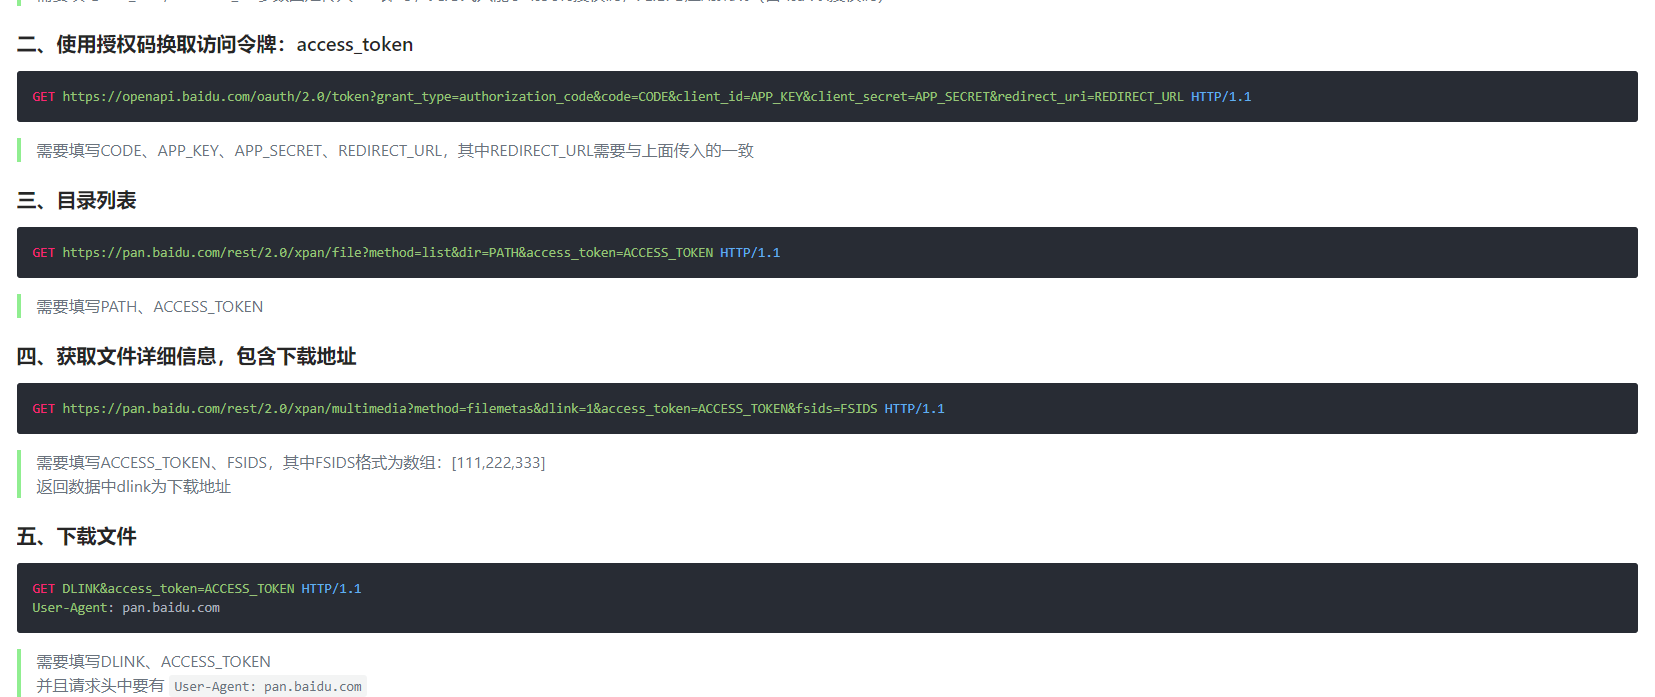 二、使用授权码换取访问令牌：access_token
GET https://openapi.baidu.com/oauth/2.0/token?grant_type=authorization_code&code=CODE&client_id=APP_KEY&client_secret=APP_SECRET&redirect_uri=REDIRECT_URL HTTP/1.1
需要填写CODE、APP_KEY、APP_SECRET、REDIRECT_URL，其中REDIRECT_URL需要与上面传入的一致
三、目录列表
GET https://pan.baidu.com/rest/2.0/xpan/file?method=list&dir=PATH&access_token=ACCESS_TOKEN HTTP/1.1
需要填写PATH、ACCESS_TOKEN
四、获取文件详细信息，包含下载地址
GET https://pan.baidu.com/rest/2.0/xpan/multimedia?method=filemetas&dlink=1&access_token=ACCESS_TOKEN&fsids=FSIDS HTTP/1.1
需要填写ACCESS_TOKEN、FSIDS，其中FSIDS格式为数组：[111,222,333]
返回数据中dlink为下载地址
五、下载文件
GET DLINK&access_token=ACCESS_TOKEN HTTP/1.1
User-Agent: pan.baidu.com
需要填写DLINK、ACCESS_TOKEN
并且请求头中要有 User-Agent: pan.baidu.com